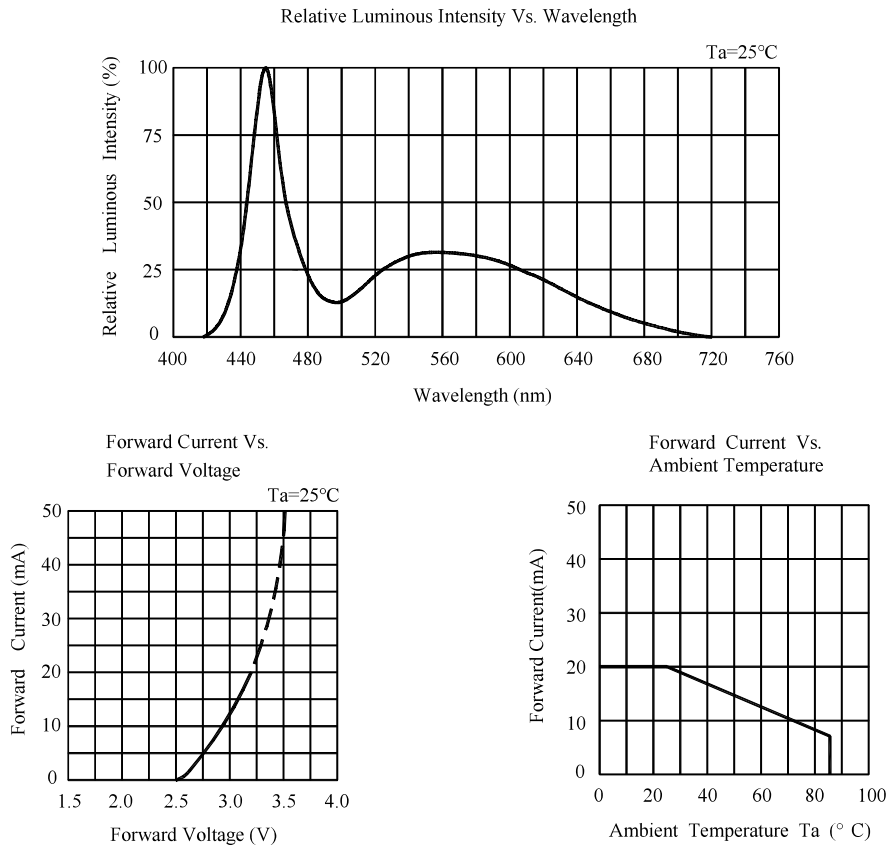 Relative Luminous Intensity Vs. Wavelength
Ta=25°C
Relative Luminous Intensity (%)
100
75
50
25
0
400 440 480 520 560 600 640 680 720 760
Wavelength (nm)
Forward Current Vs.
Forward Voltage
Ta=25°C
Forward Current (mA)
50
40
30
20
10
0
1.5 2.0 2.5 3.0 3.5 4.0
Forward Voltage (V)
Forward Current Vs.
Ambient Temperature
Forward Current(mA)
50
40
30
20
10
0
0 20 40 60 80 100
Ambient Temperature Ta (° C)